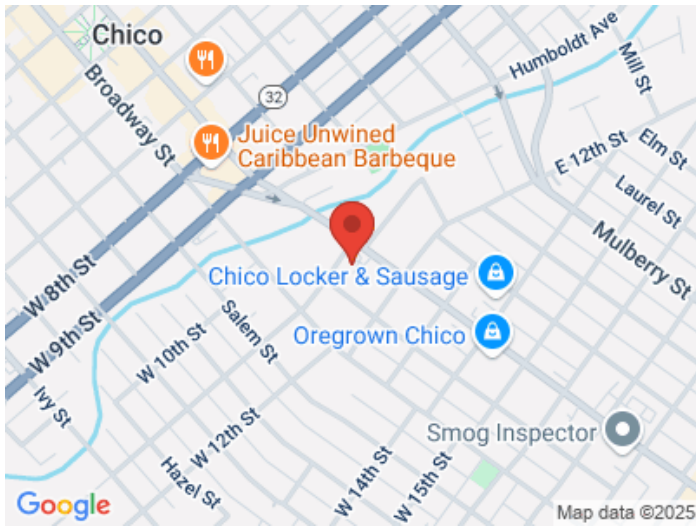 Chico
Humboldt Ave
Mill St
Broadway St
32
Juice Unwined
Caribbean Barbeque
E 12th St
Elm St
Laurel St
Mulberry St
W 8th St
Chico Locker & Sausage
W 9th St
Salem St
Oregrown Chico
W 10th St
Ivy St
W 12th St
Smog Inspector
Hazel St
W 14th St
W 15th St
Google
Map data ©2025